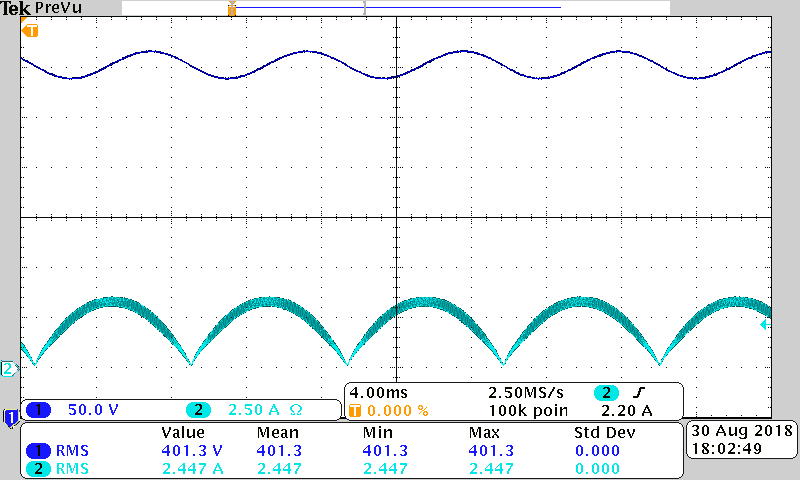 Tek PreVu
T
T
2
1
1 50.0 V 2 2.50 A Ω
4.00ms 2.50MS/s 2
T 0.000 % 100k poin 2.20 A
Value Mean Min Max Std Dev
1 RMS 401.3 V 401.3 401.3 401.3 0.000
2 RMS 2.447 A 2.447 2.447 2.447 0.000
30 Aug 2018
18:02:49